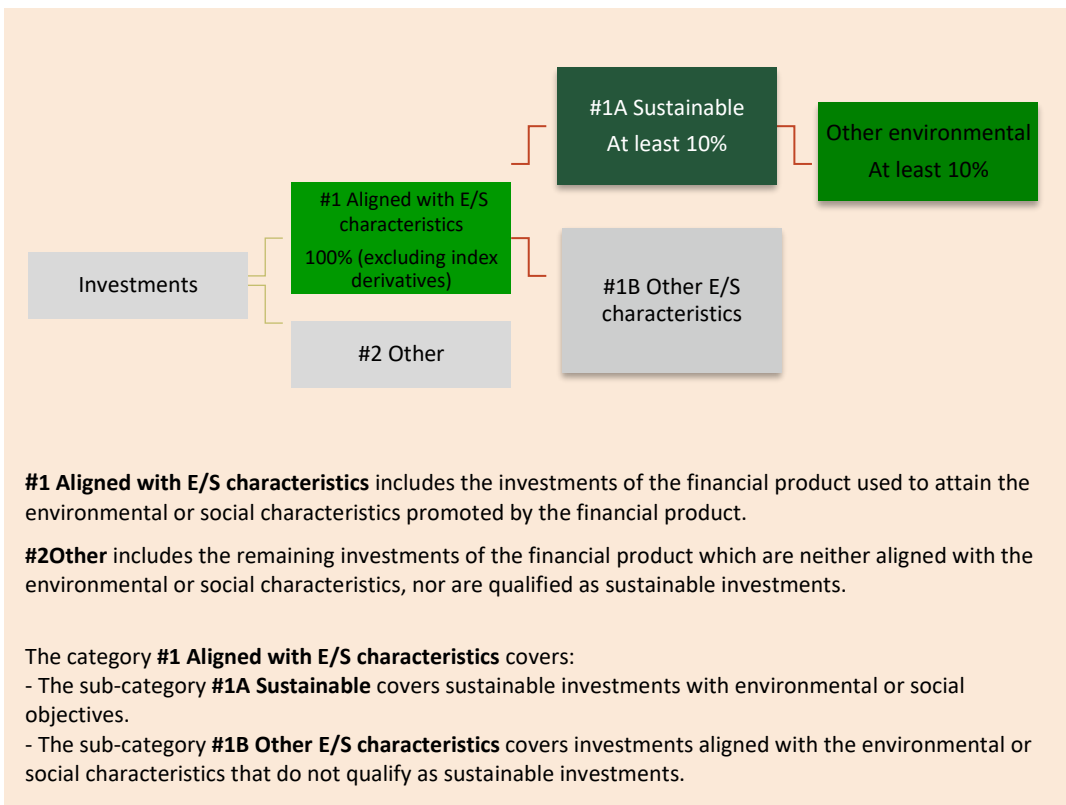 #1A Sustainable
At least 10%
Other environmental
At least 10%
#1 Aligned with E/S
characteristics
100% (excluding index
derivatives)
Investments
#1B Other E/S
characteristics
#2 Other
#1 Aligned with E/S characteristics includes the investments of the financial product used to attain the
environmental or social characteristics promoted by the financial product.
#2Other includes the remaining investments of the financial product which are neither aligned with the
environmental or social characteristics, nor are qualified as sustainable investments.
The category #1 Aligned with E/S characteristics covers:
- The sub-category #1A Sustainable covers sustainable investments with environmental or social
objectives.
- The sub-category #1B Other E/S characteristics covers investments aligned with the environmental or
social characteristics that do not qualify as sustainable investments.